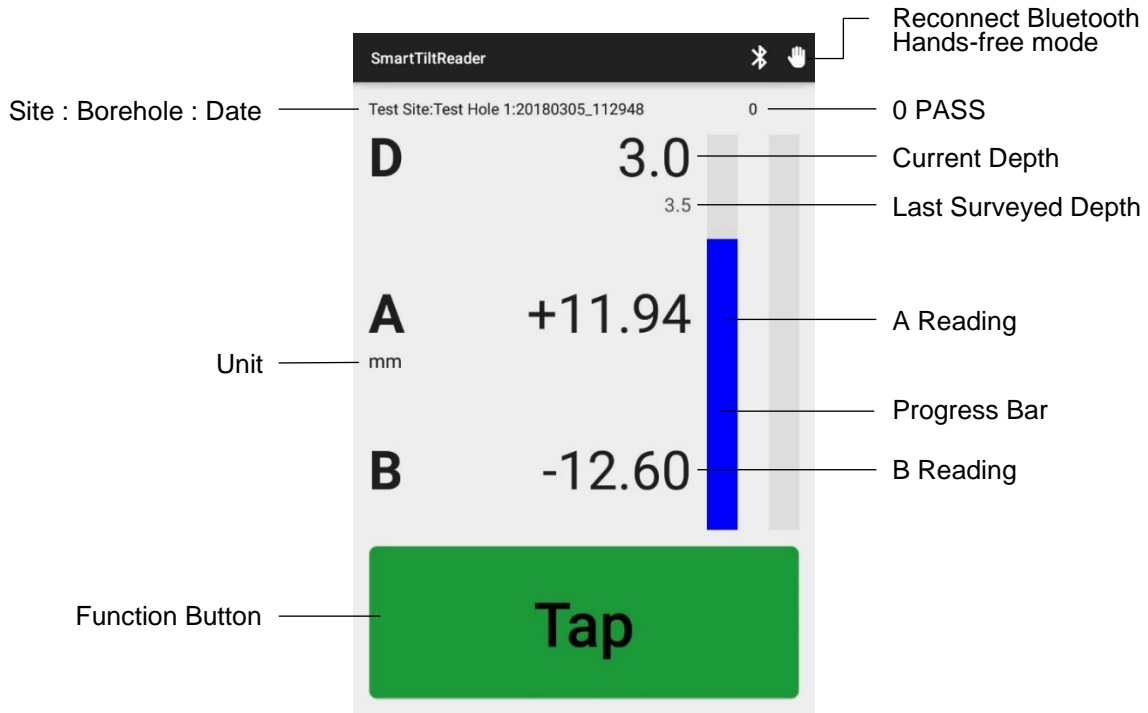 Reconnect Bluetooth
Hands-free mode
SmartTiltReader
Site : Borehole : Date
Test Site:Test Hole 1:20180305_112948
0
0 PASS
D
3.0
Current Depth
3.5
Last Surveyed Depth
A
+11.94
A Reading
Unit
mm
Progress Bar
B
-12.60
B Reading
Function Button
Tap